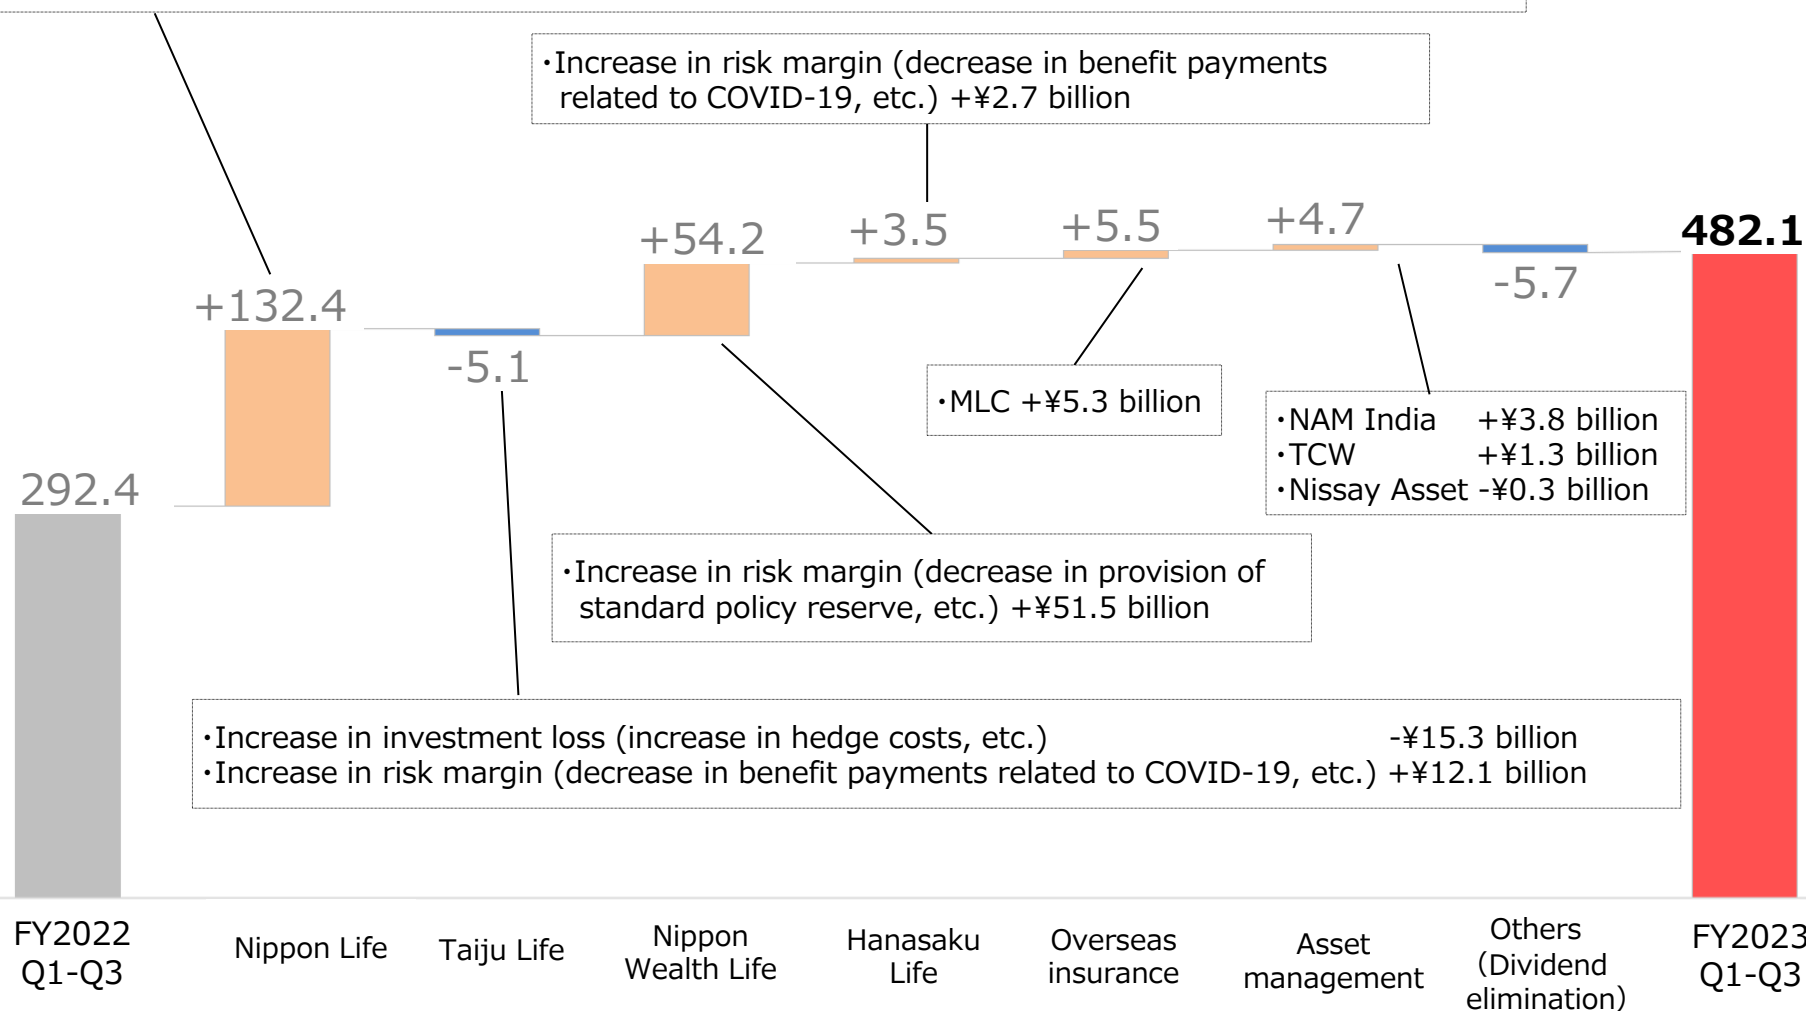 ・Increase in risk margin (decrease in benefit payments
related to COVID-19, etc.) +¥2.7 billion
+132.4
-5.1
+54.2
+3.5
+5.5
+4.7
-5.7
482.1
292.4
・MLC +¥5.3 billion
・NAM India +¥3.8 billion
・TCW +¥1.3 billion
・Nissay Asset -¥0.3 billion
・Increase in risk margin (decrease in provision of
standard policy reserve, etc.) +¥51.5 billion
・Increase in investment loss (increase in hedge costs, etc.) -¥15.3 billion
・Increase in risk margin (decrease in benefit payments related to COVID-19, etc.) +¥12.1 billion
FY2022
Q1-Q3
Nippon Life
Taiju Life
Nippon
Wealth Life
Hanasaku
Life
Overseas
insurance
Asset
management
Others
（Dividend
elimination）
FY2023
Q1-Q3